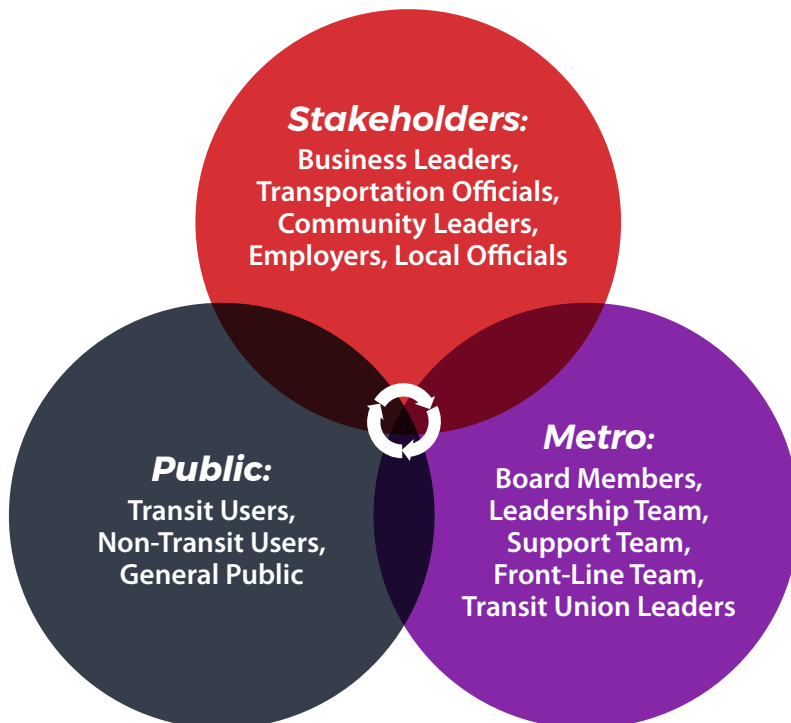 Stakeholders:
Business Leaders,
Transportation Officials,
Community Leaders,
Employers, Local Officials
Public:
Transit Users,
Non-Transit Users,
General Public
Metro:
Board Members,
Leadership Team,
Support Team,
Front-Line Team,
Transit Union Leaders